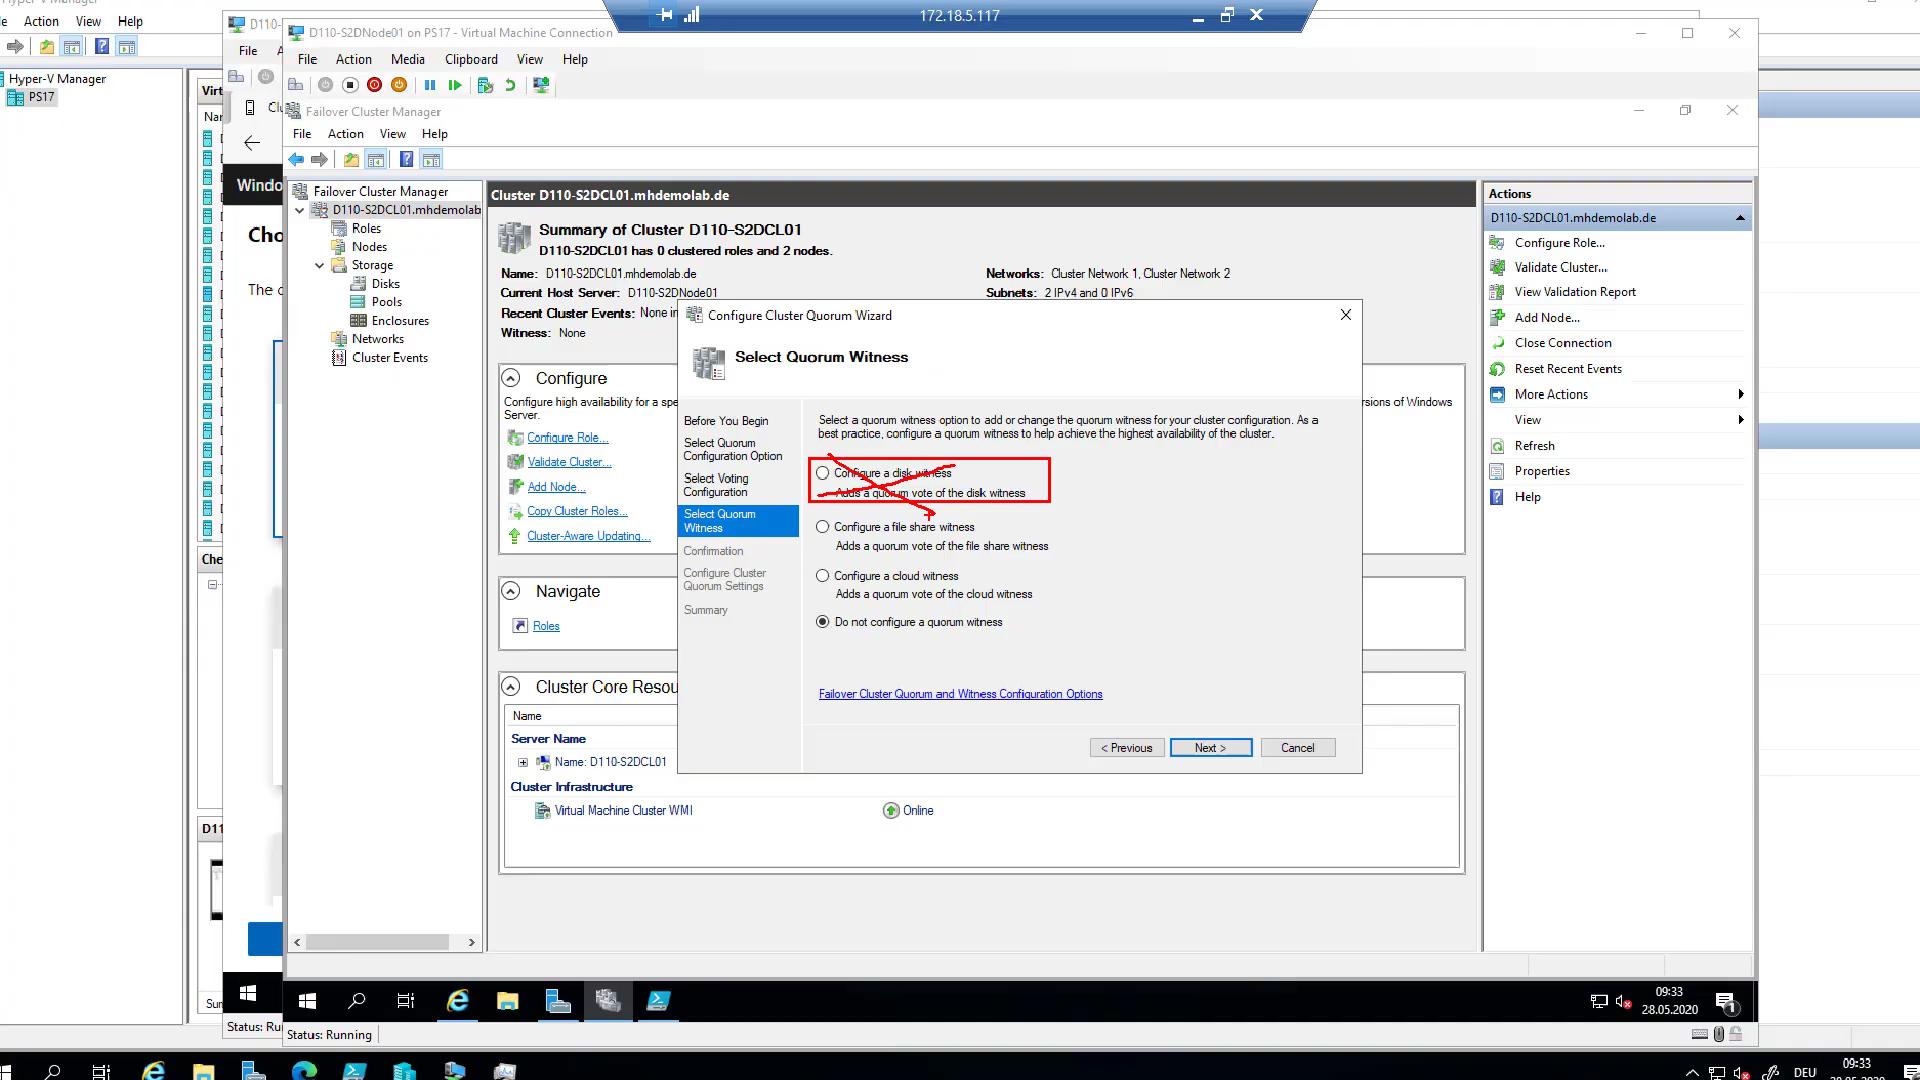 172.18.5.117
Action View Help
Hyper-V Manager
PS17
File
D110-S2DNode01 on PS17 - Virtual Machine Connection
File Action Media Clipboard View Help
Failover Cluster Manager
File Action View Help
Failover Cluster Manager
D110-S2DCL01.mhdemolab
Roles
Nodes
Storage
Disks
Pools
Enclosures
Networks
Cluster Events
Cluster D110-S2DCL01.mhdemolab.de
Summary of Cluster D110-S2DCL01
D110-S2DCL01 has 0 clustered roles and 2 nodes.
Name: D110-S2DCL01.mhdemolab.de
Networks: Cluster Network 1, Cluster Network 2
Current Host Server: D110-S2DNode01
Subnets: 2 IPv4 and 0 IPv6
Recent Cluster Events: None in
Witness: None
Configure
Configure high availability for a spe
rsions of Windows
Server.
Configure Role...
Validate Cluster...
Add Node...
Copy Cluster Roles...
Cluster-Aware Updating...
Navigate
Roles
Cluster Core Resou
Name
Server Name
Name: D110-S2DCL01
Cluster Infrastructure
Virtual Machine Cluster WMI
Online
Configure Cluster Quorum Wizard
Select Quorum Witness
Before You Begin
Select Quorum
Configuration Option
Select Voting
Configuration
Select Quorum
Witness
Confirmation
Configure Cluster
Quorum Settings
Summary
Select a quorum witness option to add or change the quorum witness for your cluster configuration. As a
best practice, configure a quorum witness to help achieve the highest availability of the cluster.
Configure a disk witness
Adds a quorum vote of the disk witness
Configure a file share witness
Adds a quorum vote of the file share witness
Configure a cloud witness
Adds a quorum vote of the cloud witness
Do not configure a quorum witness
Failover Cluster Quorum and Witness Configuration Options
< Previous
Next >
Cancel
Actions
D110-S2DCL01.mhdemolab.de
Configure Role...
Validate Cluster...
View Validation Report
Add Node...
Close Connection
Reset Recent Events
More Actions
View
Refresh
Properties
Help
09:33
28.05.2020
1
Status: Running
DEU
09:33